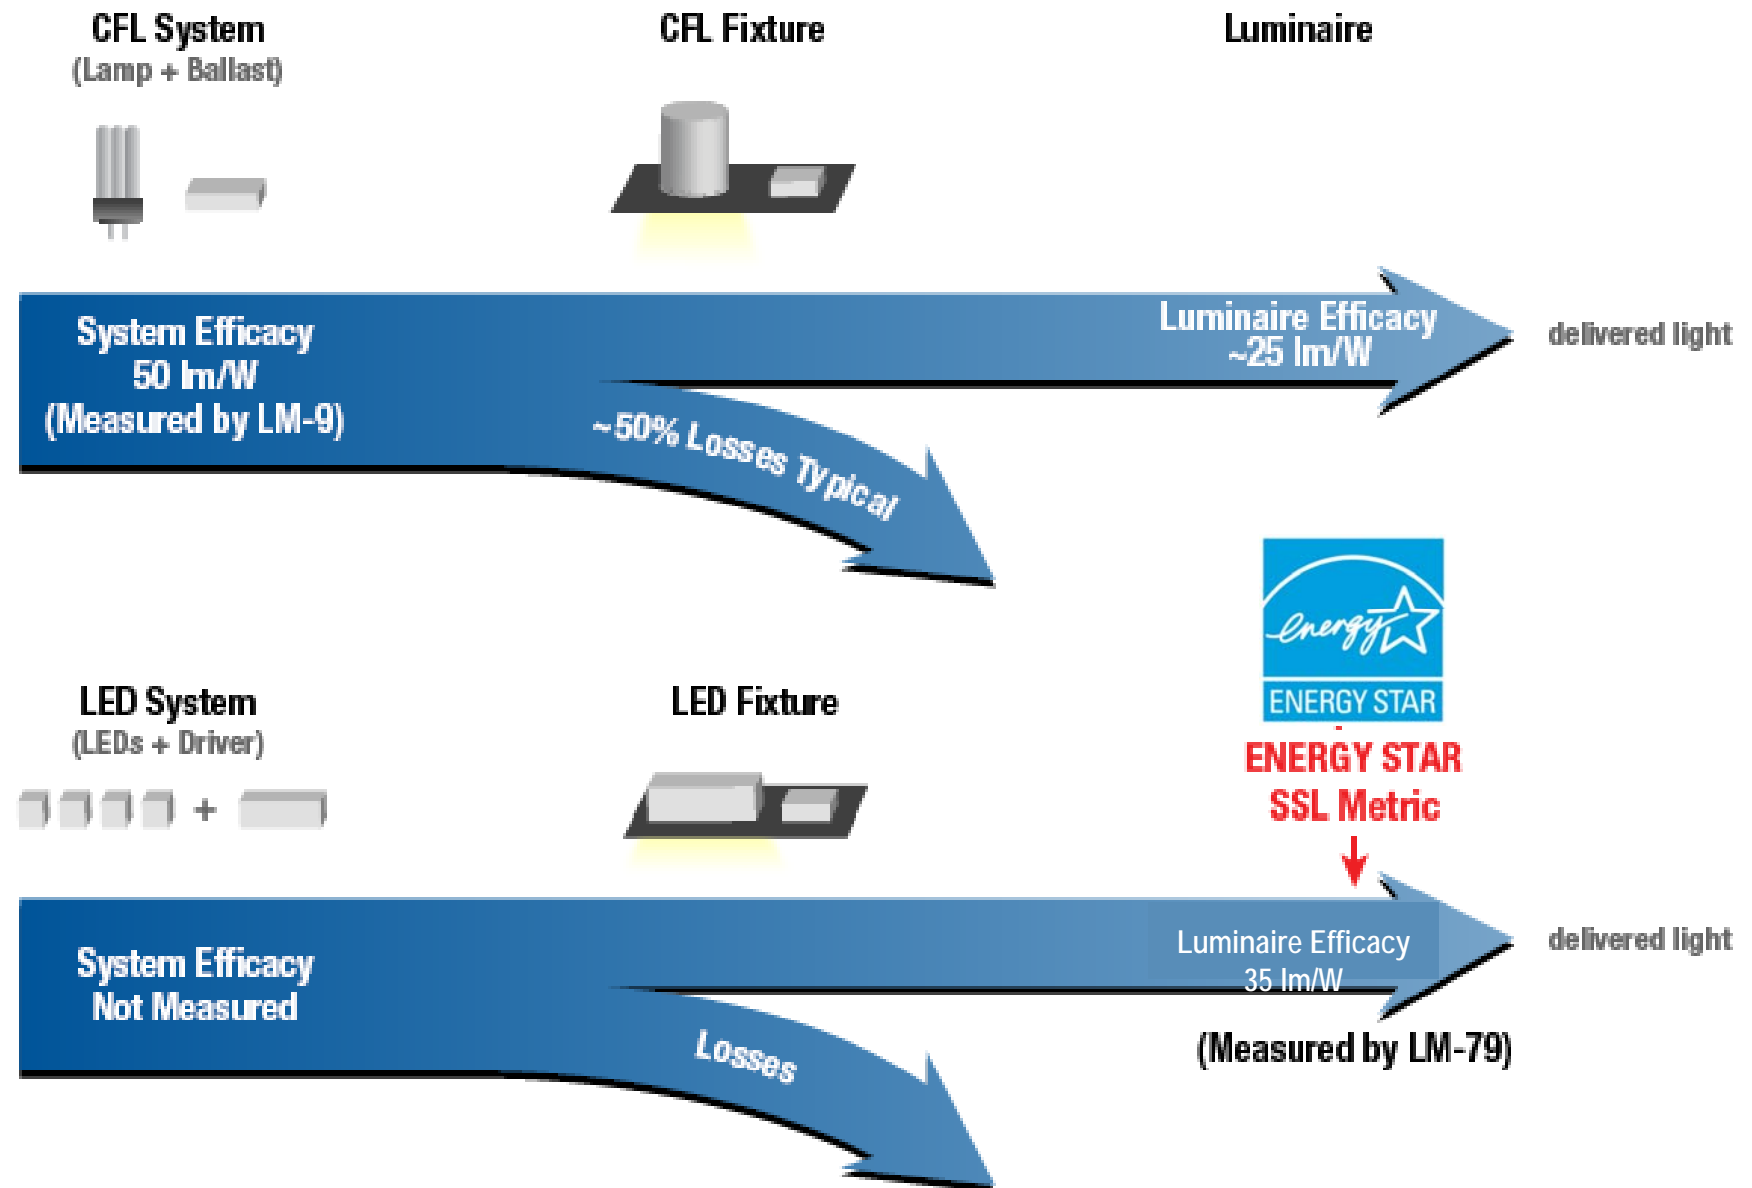 CFL System
(Lamp + Ballast)
CFL Fixture
Luminaire
System Efficacy
50 lm/W
(Measured by LM-9)
Luminaire Efficacy
~25 lm/W
delivered light
~50% Losses Typical
energy
ENERGY STAR
ENERGY STAR
SSL Metric
LED System
(LEDs + Driver)
+
LED Fixture
System Efficacy
Not Measured
Luminaire Efficacy
35 lm/W
delivered light
(Measured by LM-79)
Losses